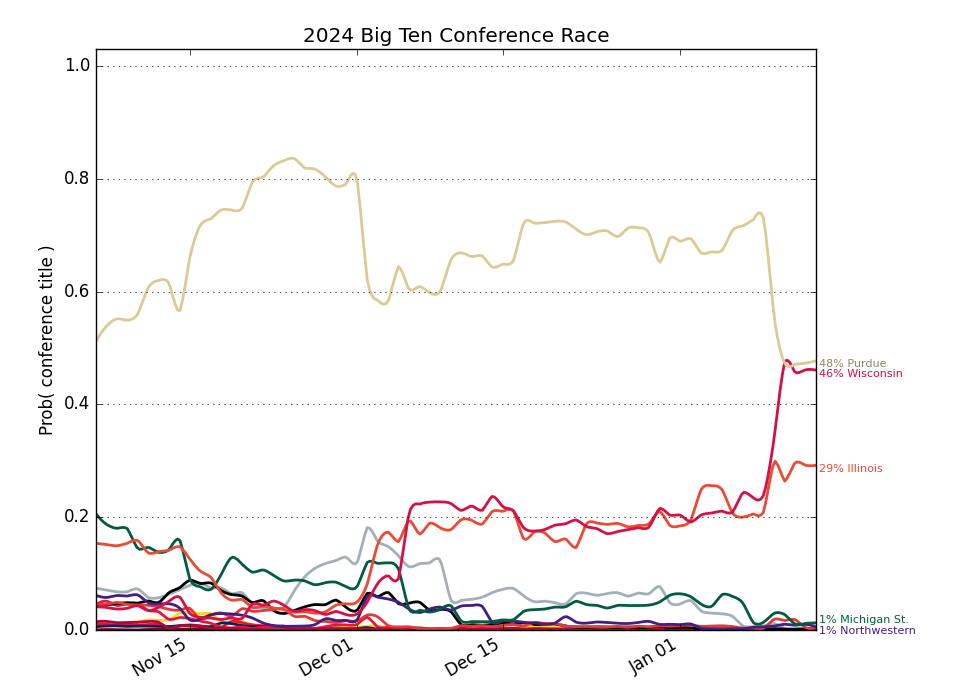 2024 Big Ten Conference Race
Prob( conference title )
1.0
0.8
0.6
0.4
0.2
0.0
Nov 15
Dec 01
Dec 15
Jan 01
48% Purdue
46% Wisconsin
29% Illinois
1% Michigan St.
1% Northwestern